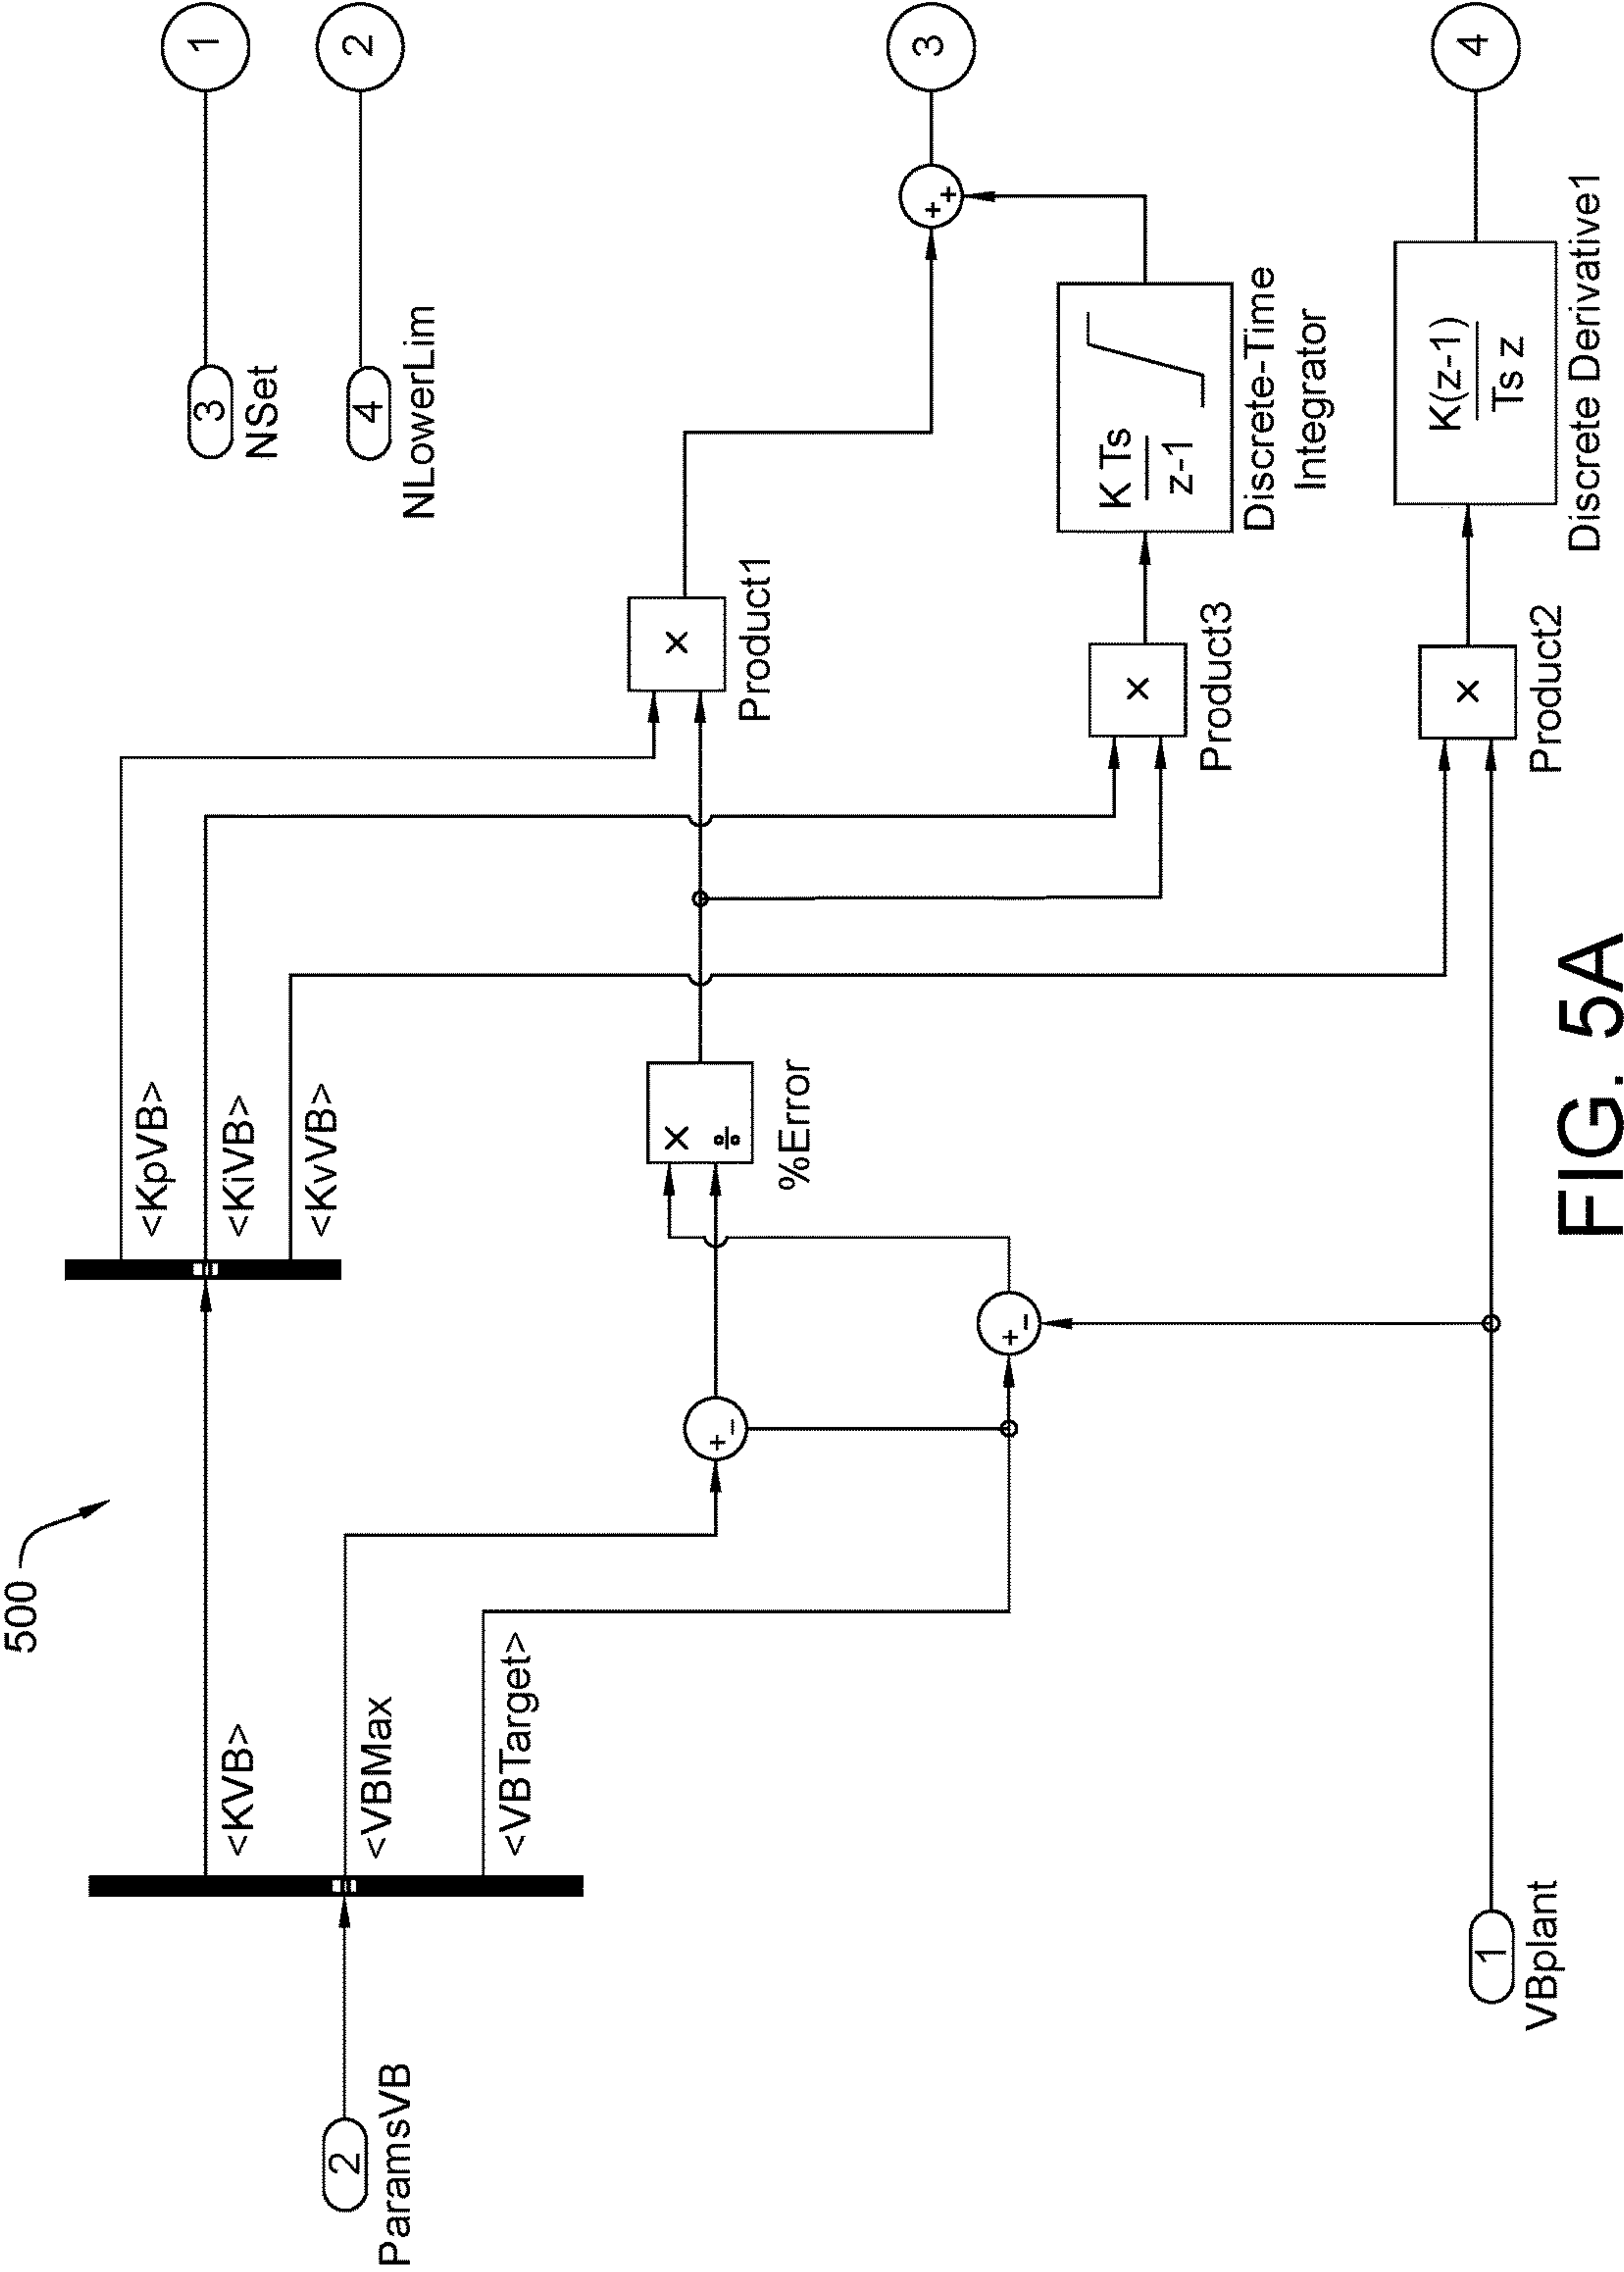 500
2
ParamsVB
<KVB>
<VBMax
<VBTarget>
<KpVB>
<KiVB>
<KvVB>
3
NSet
1
4
NLowerLim
2
+
-
+
-
×
÷
%Error
×
Product1
×
Product3
K Ts
z-1
Discrete-Time
Integrator
+
+
3
1
VBplant
×
Product2
K(z-1)
Ts z
Discrete Derivative1
4
FIG. 5A